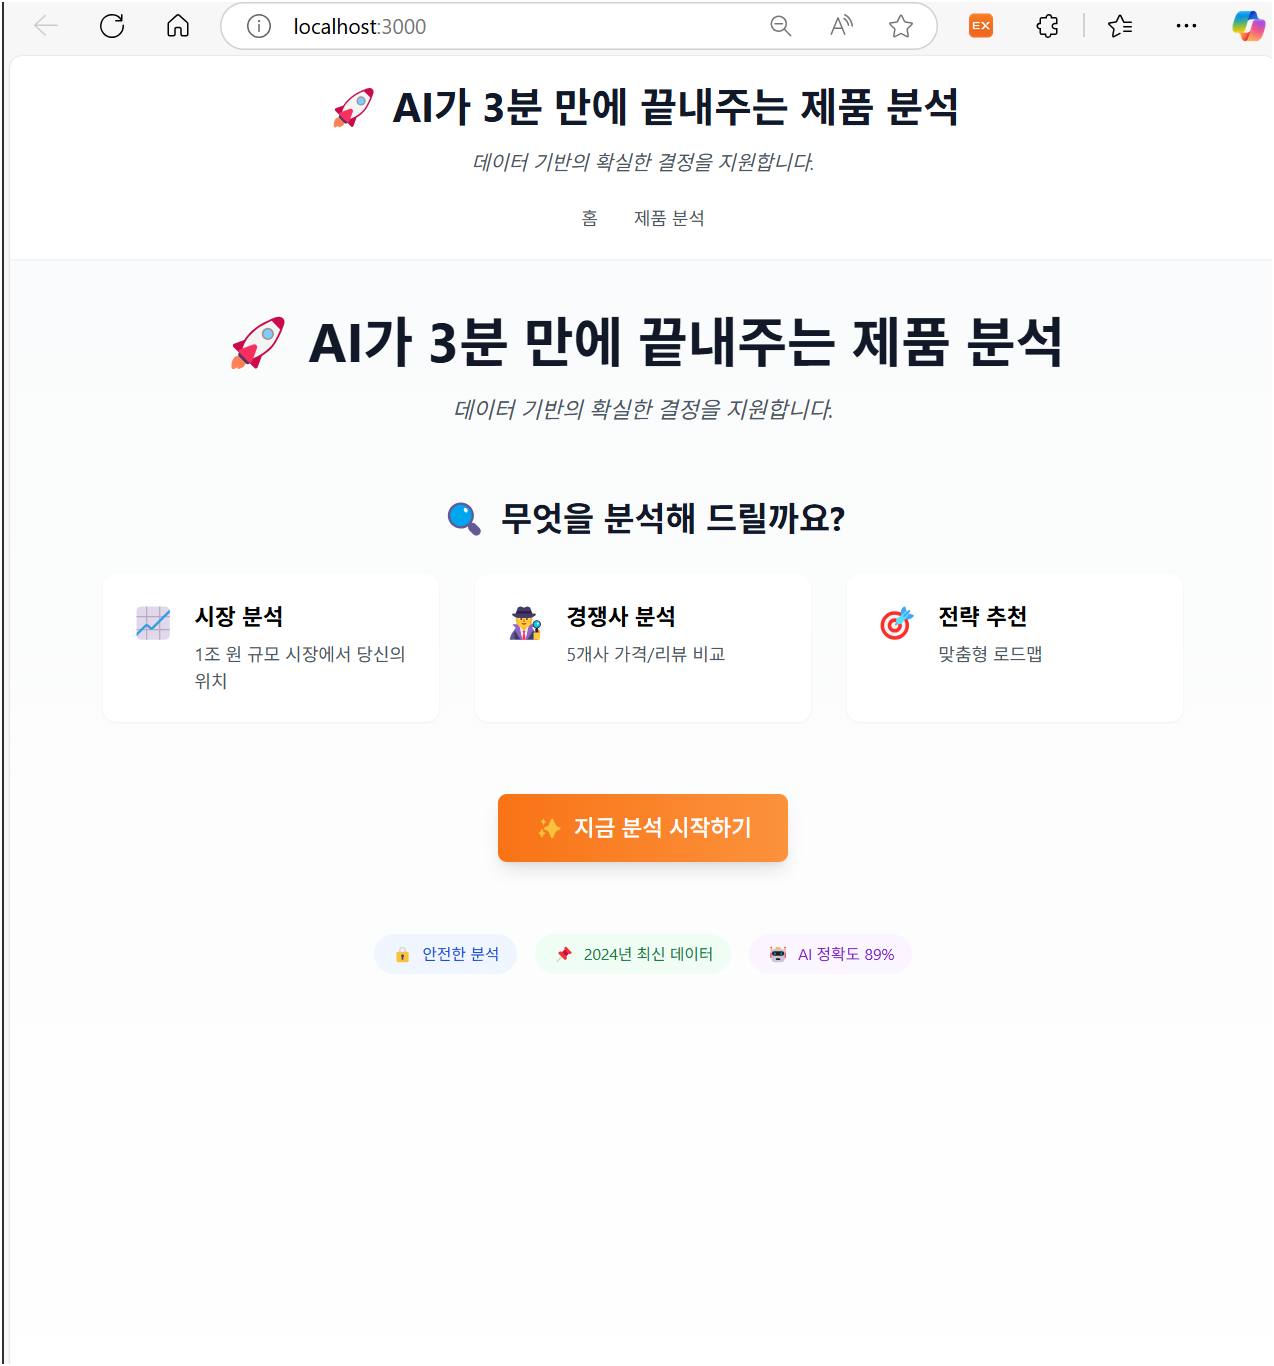 localhost:3000
EX
AI가 3분 만에 끝내주는 제품 분석
데이터 기반의 확실한 결정을 지원합니다.
홈 제품 분석
AI가 3분 만에 끝내주는 제품 분석
데이터 기반의 확실한 결정을 지원합니다.
무엇을 분석해 드릴까요?
시장 분석
1조 원 규모 시장에서 당신의
위치
경쟁사 분석
5개사 가격/리뷰 비교
전략 추천
맞춤형 로드맵
지금 분석 시작하기
안전한 분석
2024년 최신 데이터
AI 정확도 89%